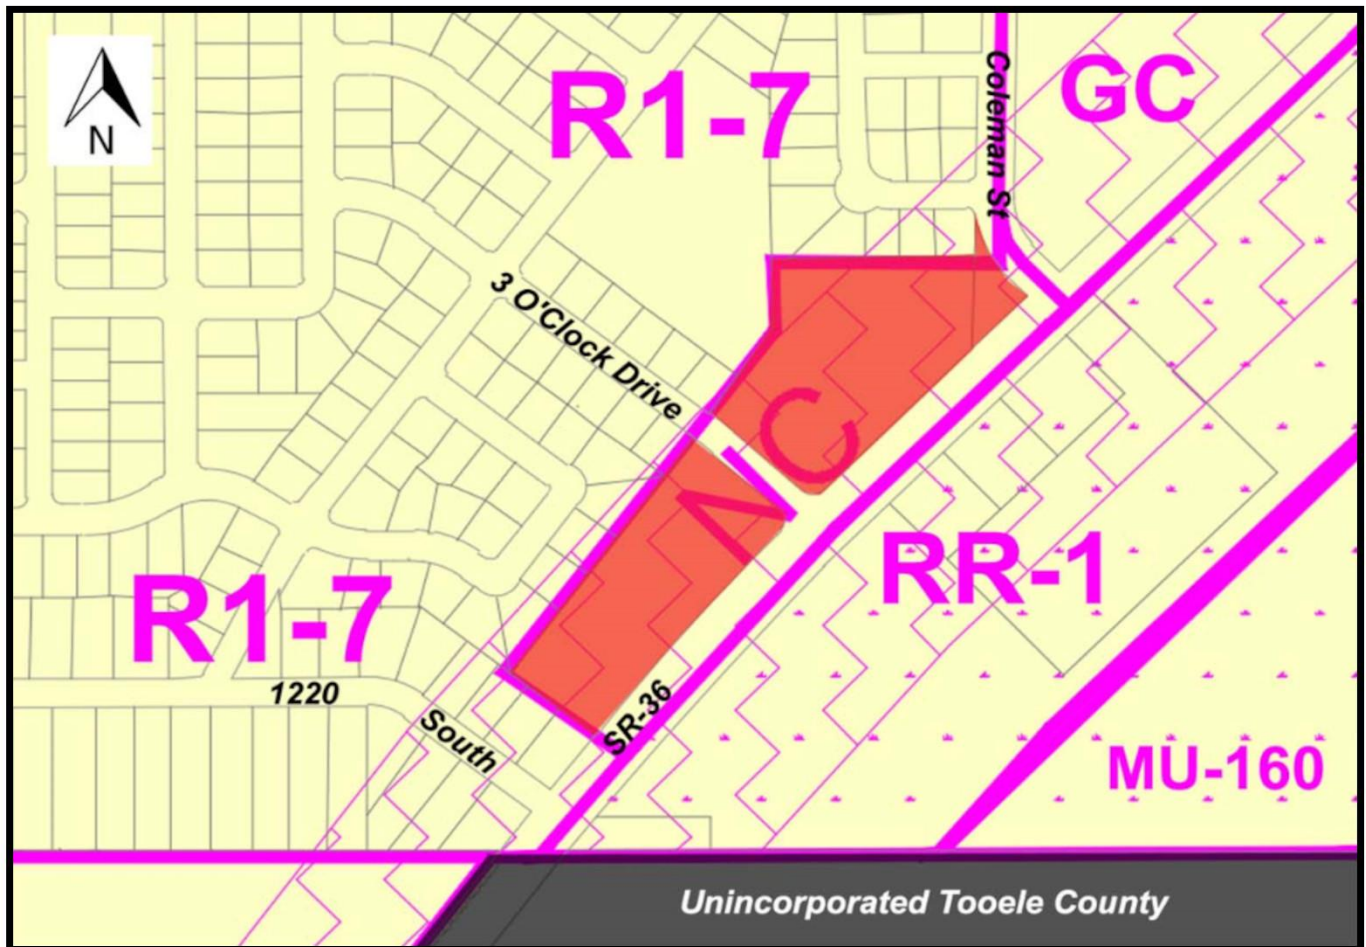 R1-7
GC
Coleman St
N
3 O'Clock Drive
NC
RR-1
R1-7
1220
South
SR-36
MU-160
Unincorporated Tooele County